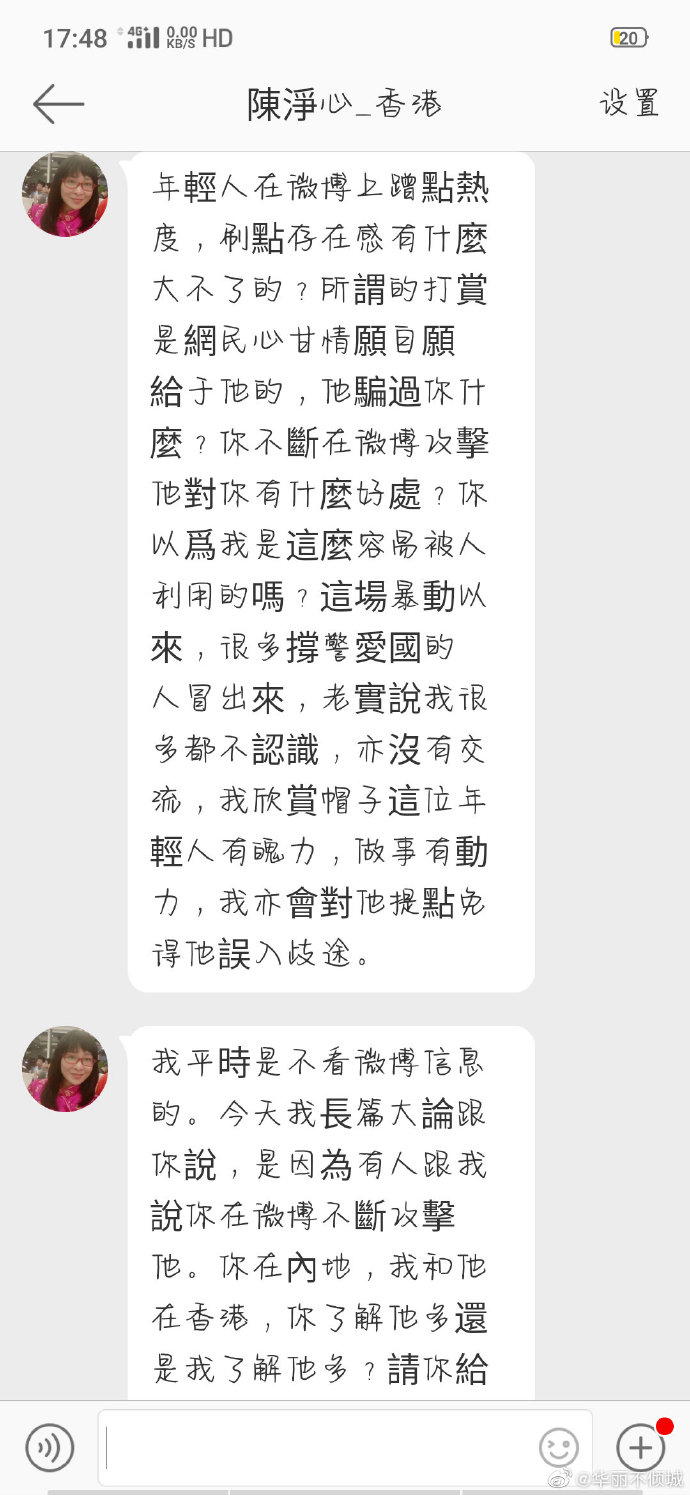 17:48 4G+ 0.00 KB/S HD 20
陳淨心_香港 设置
年輕人在微博上蹭點熱
度，刷點存在感有什麼
大不了的？所謂的打賞
是網民心甘情願自願
給于他的，他騙過你什
麼？你不斷在微博攻擊
他對你有什麼好處？你
以爲我是這麼容易被人
利用的嗎？這場暴動以
來，很多撐警愛國的
人冒出來，老實說我很
多都不認識，亦沒有交
流，我欣賞帽子這位年
輕人有魄力，做事有動
力，我亦會對他提點免
得他誤入歧途。
我平時是不看微博信息
的。今天我長篇大論跟
你說，是因為有人跟我
說你在微博不斷攻擊
他。你在內地，我和他
在香港，你了解他多還
是我了解他多？請你給
@华丽不倾城